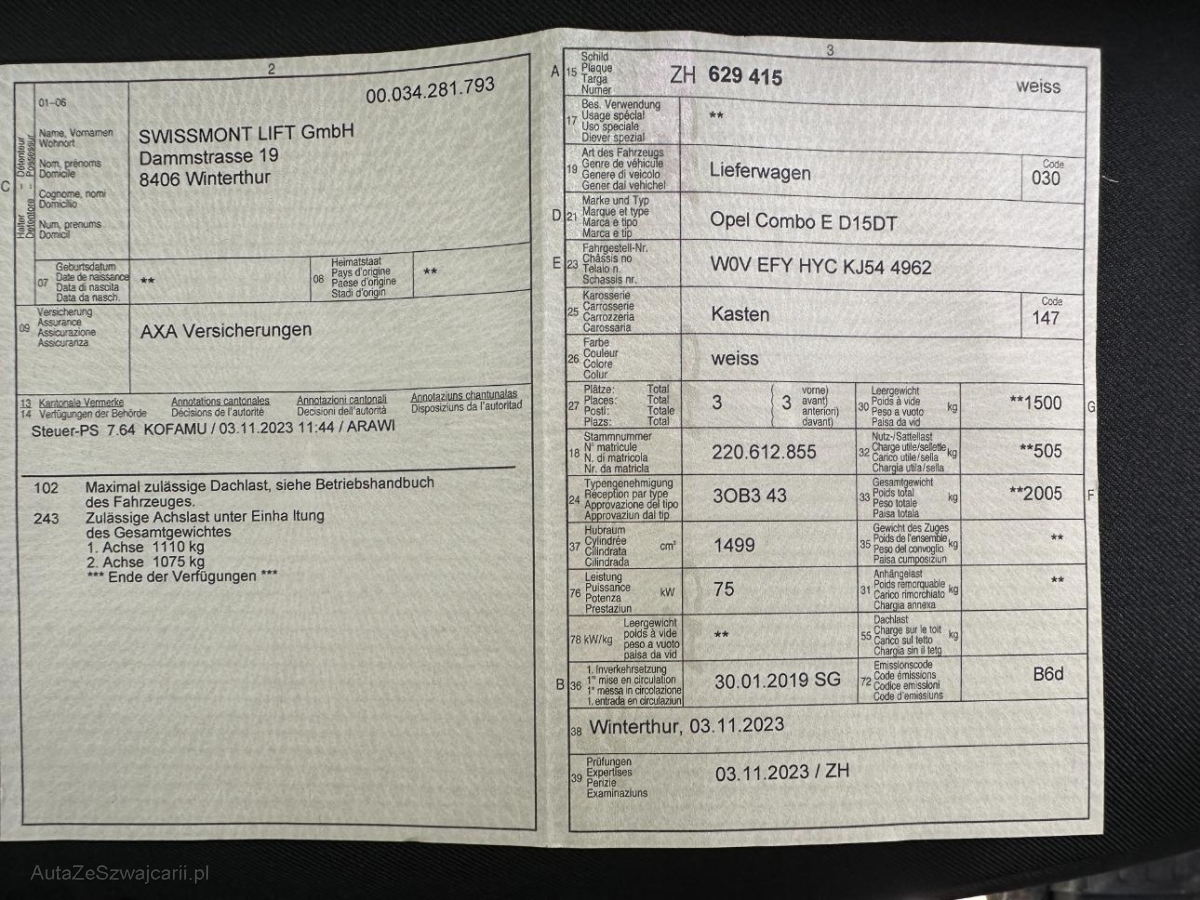 2
01-06
00.034.281.793
C
Halter - Détenteur
Detentore - Possessur
Name, Vornamen
Wohnort
Nom, prénoms
Domicile
Cognome, nomi
Domicilio
Num, prenums
Domicil
SWISSMONT LIFT GmbH
Dammstrasse 19
8406 Winterthur
07
Geburtsdatum
Date de naissance
Data di nascita
Data da nasch.
**
08
Heimatstaat
Pays d'origine
Paese d'origine
Stadi d'origin
**
09
Versicherung
Assurance
Assicurazione
Assicuranza
AXA Versicherungen
13 Kantonale Vermerke Annotations cantonales Annotazioni cantonali Annotaziuns chantunalas
14 Verfügungen der Behörde Décisions de l'autorité Decisioni dell'autorità Disposiziuns da l'autoritad
Steuer-PS 7.64 KOFAMU / 03.11.2023 11:44 / ARAWI
102 Maximal zulässige Dachlast, siehe Betriebshandbuch
des Fahrzeuges.
243 Zulässige Achslast unter Einha ltung
des Gesamtgewichtes
1. Achse 1110 kg
2. Achse 1075 kg
*** Ende der Verfügungen ***
3
A 15
Schild
Plaque
Targa
Numer
ZH 629 415 weiss
17
Bes. Verwendung
Usage spécial
Uso speciale
Diever spezial
**
19
Art des Fahrzeugs
Genre de véhicule
Genere di veicolo
Gener dal vehichel
Lieferwagen
Code
030
D 21
Marke und Typ
Marque et type
Marca e tipo
Marca e tip
Opel Combo E D15DT
E 23
Fahrgestell-Nr.
Châssis no
Telaio n.
Schassis nr.
W0V EFY HYC KJ54 4962
25
Karosserie
Carrosserie
Carrozzeria
Carossaria
Kasten
Code
147
26
Farbe
Couleur
Colore
Colur
weiss
27
Plätze: Total
Places: Total
Posti: Totale
Plazs: Total
3 ( 3 vorne)
avant)
anterion)
davant)
30
Leergewicht
Poids à vide
Peso a vuoto
Paisa da vid
kg
**1500
G
18
Stammnummer
N° matricule
N. di matricola
Nr. da matricla
220.612.855
32
Nutz-/Sattellast
Charge utile/sellette
Carico utile/sella
Chargia utila/sella
kg
**505
24
Typengenehmigung
Réception par type
Approvazione del tipo
Approvaziun dal tip
3OB3 43
33
Gesamtgewicht
Poids total
Peso totale
Paisa totala
kg
**2005
F
37
Hubraum
Cylindrée
Cilindrata
Cilindrada
cm³
1499
35
Gewicht des Zuges
Poids de l'ensemble
Peso del convoglio
Paisa cumposiziun
kg
**
76
Leistung
Puissance
Potenza
Prestaziun
kW
75
31
Anhängelast
Poids remorquable
Carico rimorchiato
Chargia annexa
kg
**
78 kW/kg
Leergewicht
poids à vide
peso a vuoto
paisa da vid
**
55
Dachlast
Charge sur le toit
Carico sul tetto
Chargia sin il tetg
kg
B 36
1. Inverkehrsetzung
1re mise en circulation
1a messa in circolazione
1. entrada en circulaziun
30.01.2019 SG
72
Emissionscode
Code émissions
Codice emissioni
Code d'emissiuns
B6d
38 Winterthur, 03.11.2023
39
Prüfungen
Expertises
Perizie
Examinaziuns
03.11.2023 / ZH
AutaZeSzwajcarii.pl